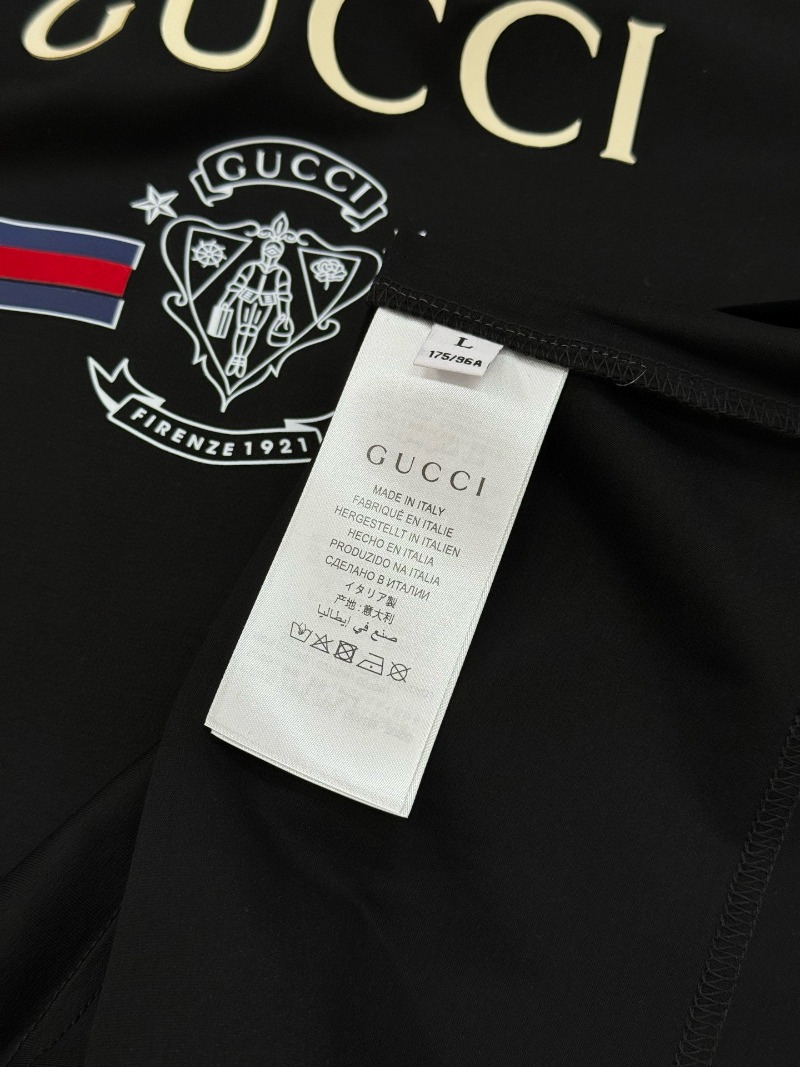 GUCCI
GUCCI
FIRENZE 1921
L
175/96A
GUCCI
MADE IN ITALY
FABRIQUÉ EN ITALIE
HERGESTELLT IN ITALIEN
HECHO EN ITALIA
PRODUZIDO NA ITALIA
СДЕЛАНО В ИТАЛИИ
イタリア製
产地:意大利
صنع في إيطاليا